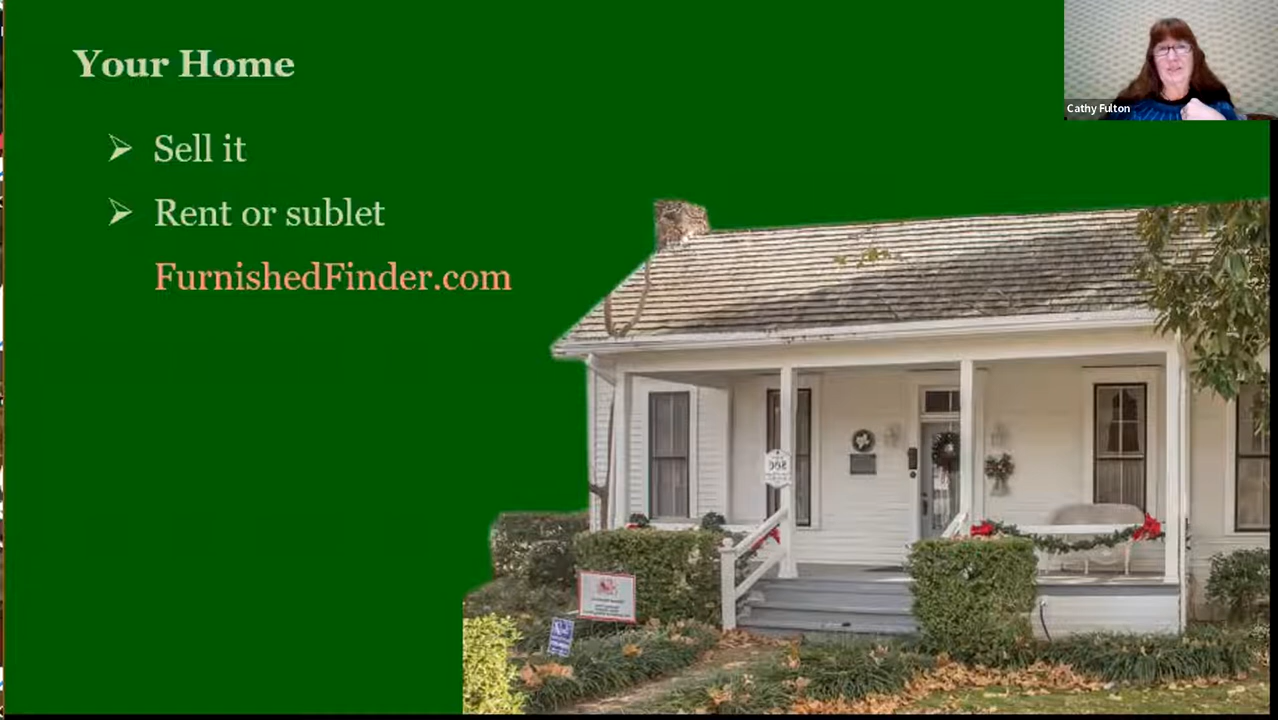 Your Home
Cathy Fulton
➢ Sell it
➢ Rent or sublet
FurnishedFinder.com